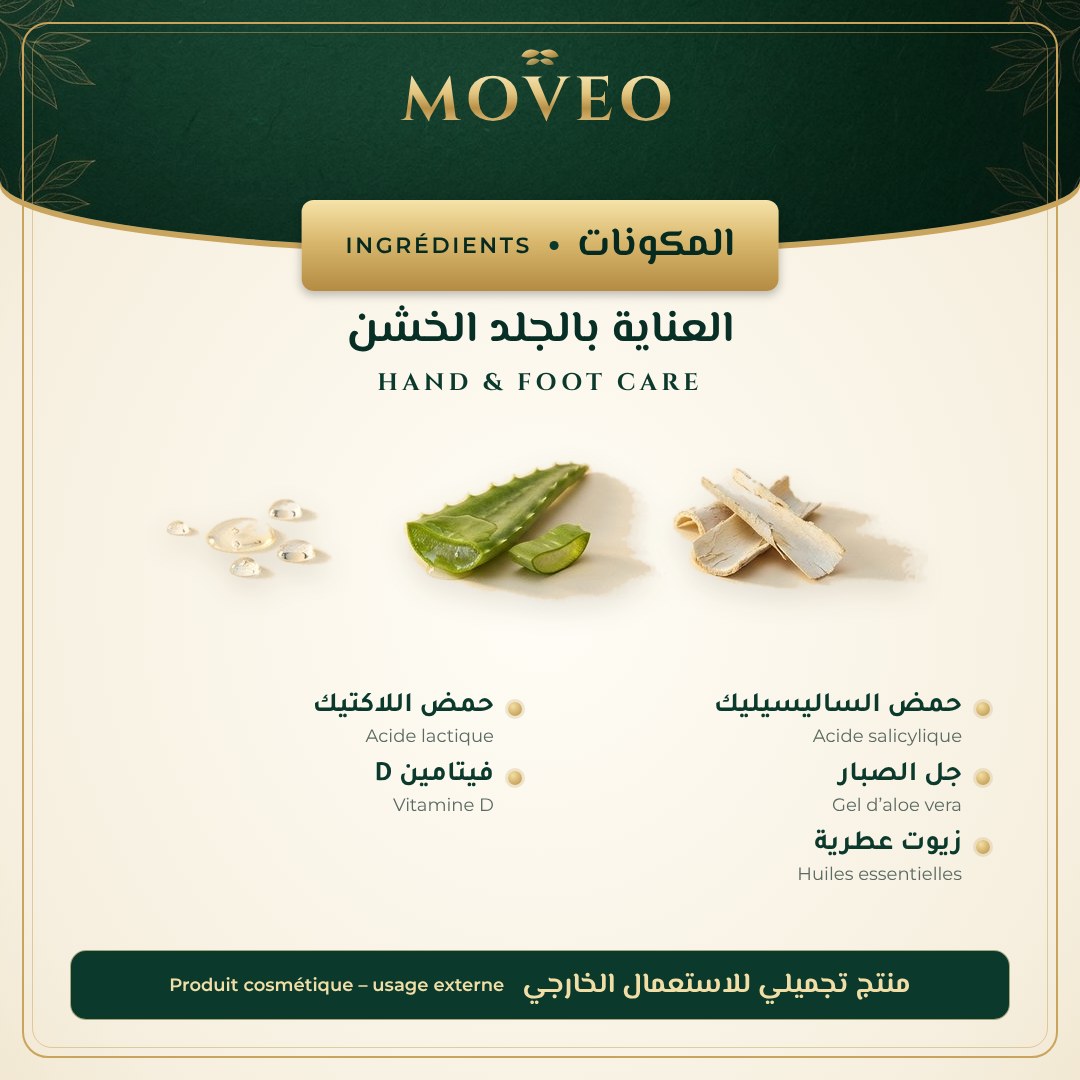 MOVEO
المكونات • INGRÉDIENTS
العناية بالجلد الخشن
HAND & FOOT CARE
حمض الساليسيليك
Acide salicylique
جل الصبار
Gel d’aloe vera
زيوت عطرية
Huiles essentielles
حمض اللاكتيك
Acide lactique
فيتامين D
Vitamine D
منتج تجميلي للاستعمال الخارجي Produit cosmétique – usage externe